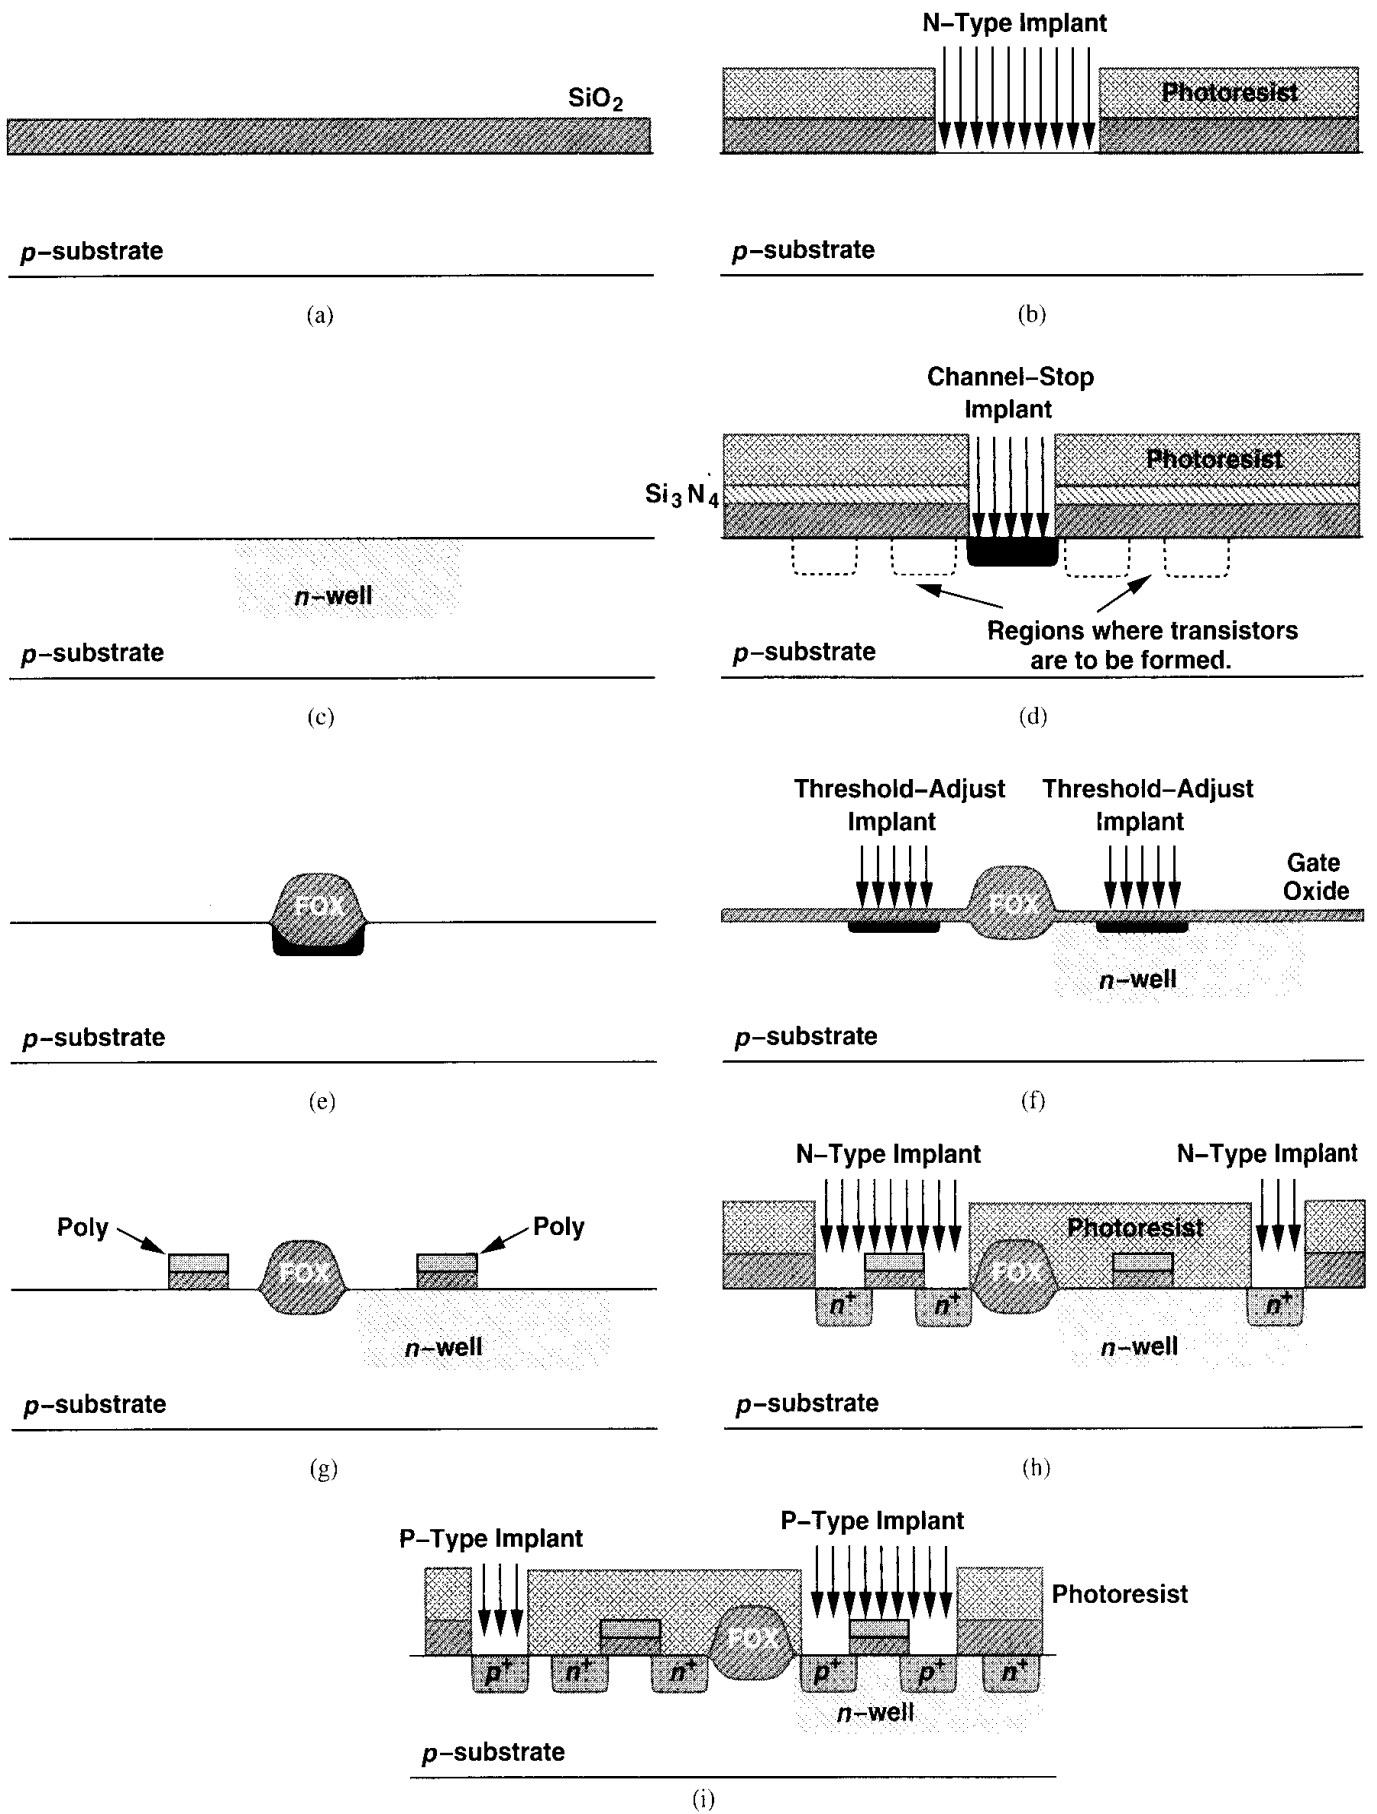 SiO2
p–substrate
(a)
N–Type Implant
Photoresist
p–substrate
(b)
n–well
p–substrate
(c)
Channel–Stop
Implant
Photoresist
Si3N4
Regions where transistors
are to be formed.
p–substrate
(d)
FOX
p–substrate
(e)
Threshold–Adjust
Implant
Threshold–Adjust
Implant
Gate
Oxide
FOX
n–well
p–substrate
(f)
Poly
Poly
FOX
n–well
p–substrate
(g)
N–Type Implant
N–Type Implant
Photoresist
FOX
n+ n+ n+
n–well
p–substrate
(h)
P–Type Implant
P–Type Implant
Photoresist
FOX
p+ n+ n+ p+ p+ n+
n–well
p–substrate
(i)